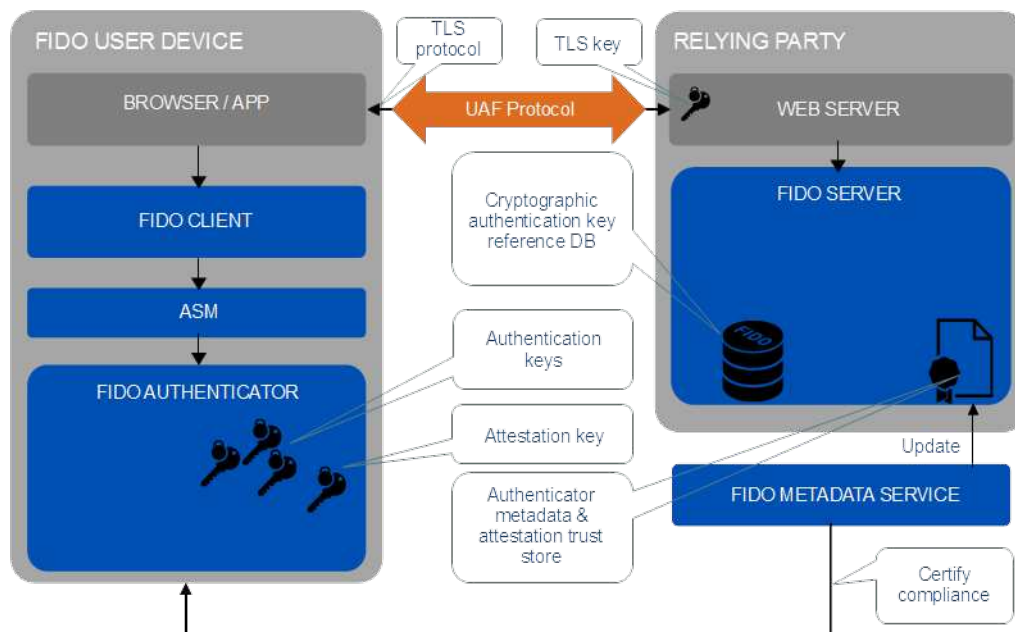 FIDO USER DEVICE
TLS
protocol
TLS key
RELYING PARTY
BROWSER / APP
UAF Protocol
WEB SERVER
FIDO CLIENT
Cryptographic
authentication key
reference DB
FIDO SERVER
ASM
FIDO
Authentication
keys
FIDO AUTHENTICATOR
Attestation key
Update
Authenticator
metadata &
attestation trust
store
FIDO METADATA SERVICE
Certify
compliance